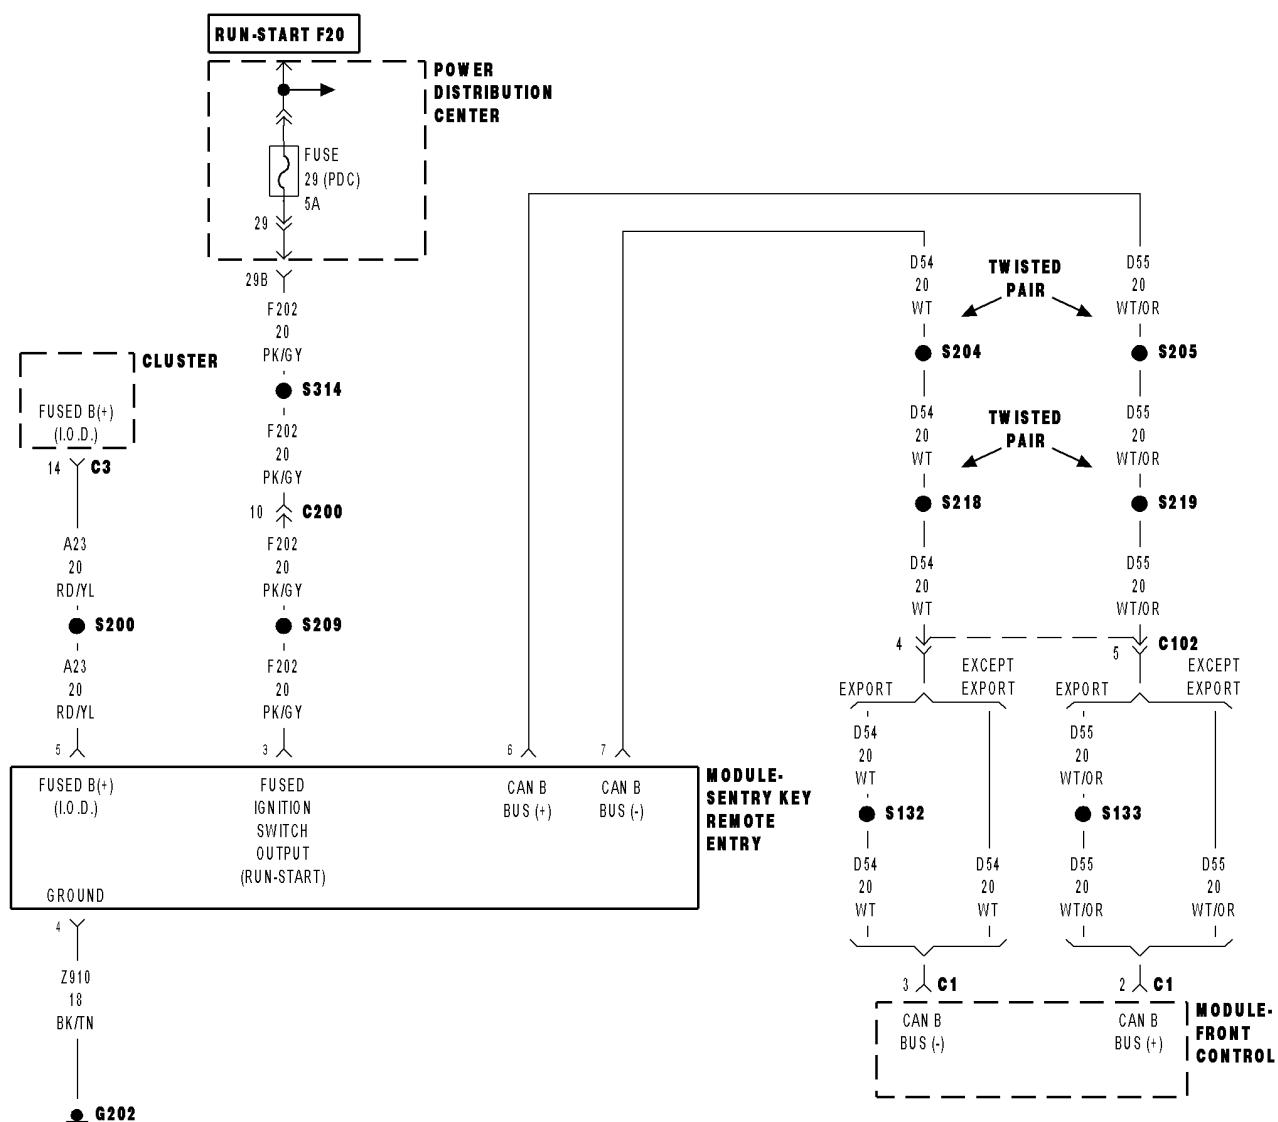 RUN-START F20
POWER
DISTRIBUTION
CENTER
FUSE
29 (PDC)
5A
29
29B
F202
20
PK/GY
S314
F202
20
PK/GY
10
C200
F202
20
PK/GY
S209
F202
20
PK/GY
3
CLUSTER
FUSED B(+)
(I.O.D.)
14
C3
A23
20
RD/YL
S200
A23
20
RD/YL
5
6
7
D54
20
WT
TWISTED
PAIR
D55
20
WT/OR
S204
S205
D54
20
WT
TWISTED
PAIR
D55
20
WT/OR
S218
S219
D54
20
WT
D55
20
WT/OR
4
5
C102
EXPORT
EXCEPT
EXPORT
EXPORT
EXCEPT
EXPORT
D54
20
WT
D55
20
WT/OR
S132
S133
D54
20
WT
D54
20
WT
D55
20
WT/OR
D55
20
WT/OR
3
C1
2
C1
CAN B
BUS (-)
CAN B
BUS (+)
MODULE-
FRONT
CONTROL
FUSED B(+)
(I.O.D.)
FUSED
IGNITION
SWITCH
OUTPUT
(RUN-START)
CAN B
BUS (+)
CAN B
BUS (-)
MODULE-
SENTRY KEY
REMOTE
ENTRY
GROUND
4
Z910
18
BK/TN
G202